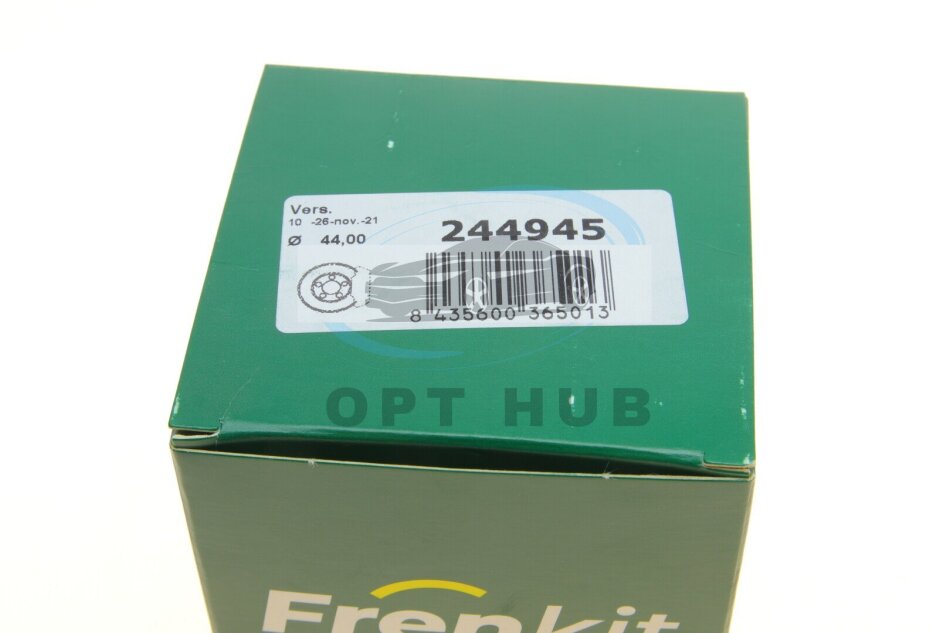 Vers.
10 -26-nov.-21
Ø 44,00
244945
8 435600 365013
OPT HUB
Frenkit